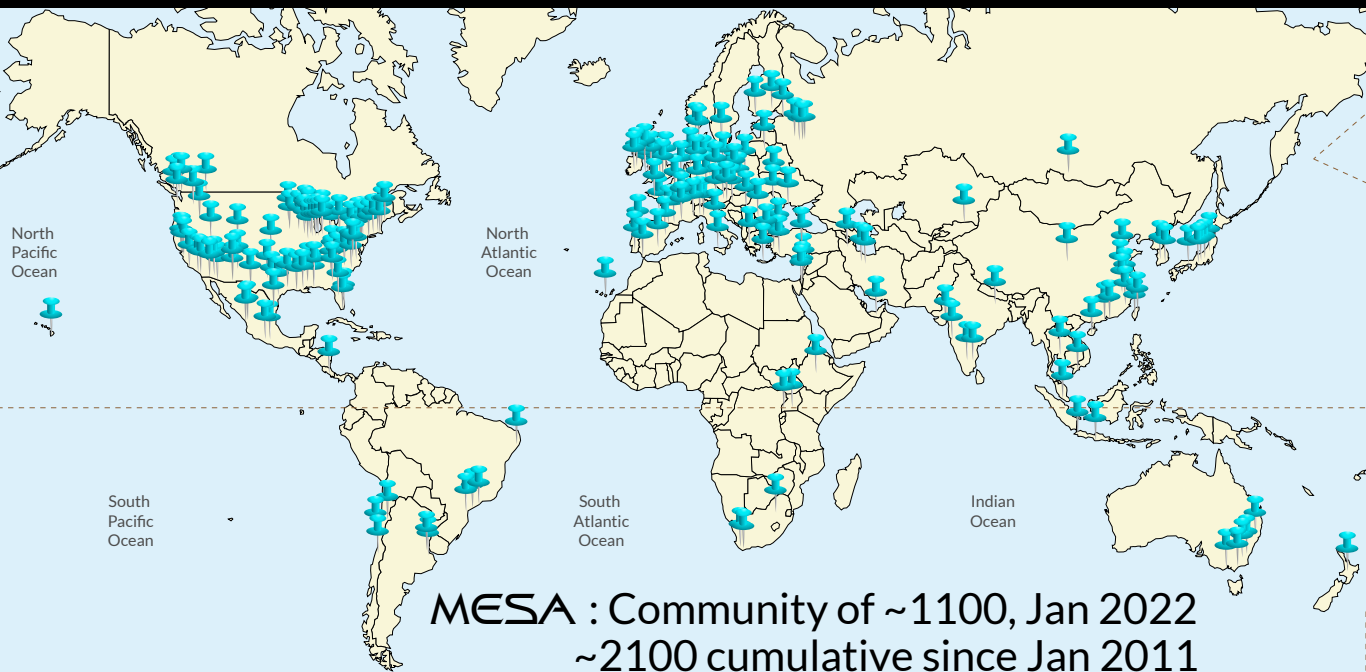 North
Pacific
Ocean
North
Atlantic
Ocean
South
Pacific
Ocean
South
Atlantic
Ocean
Indian
Ocean
MESA : Community of ~1100, Jan 2022
~2100 cumulative since Jan 2011